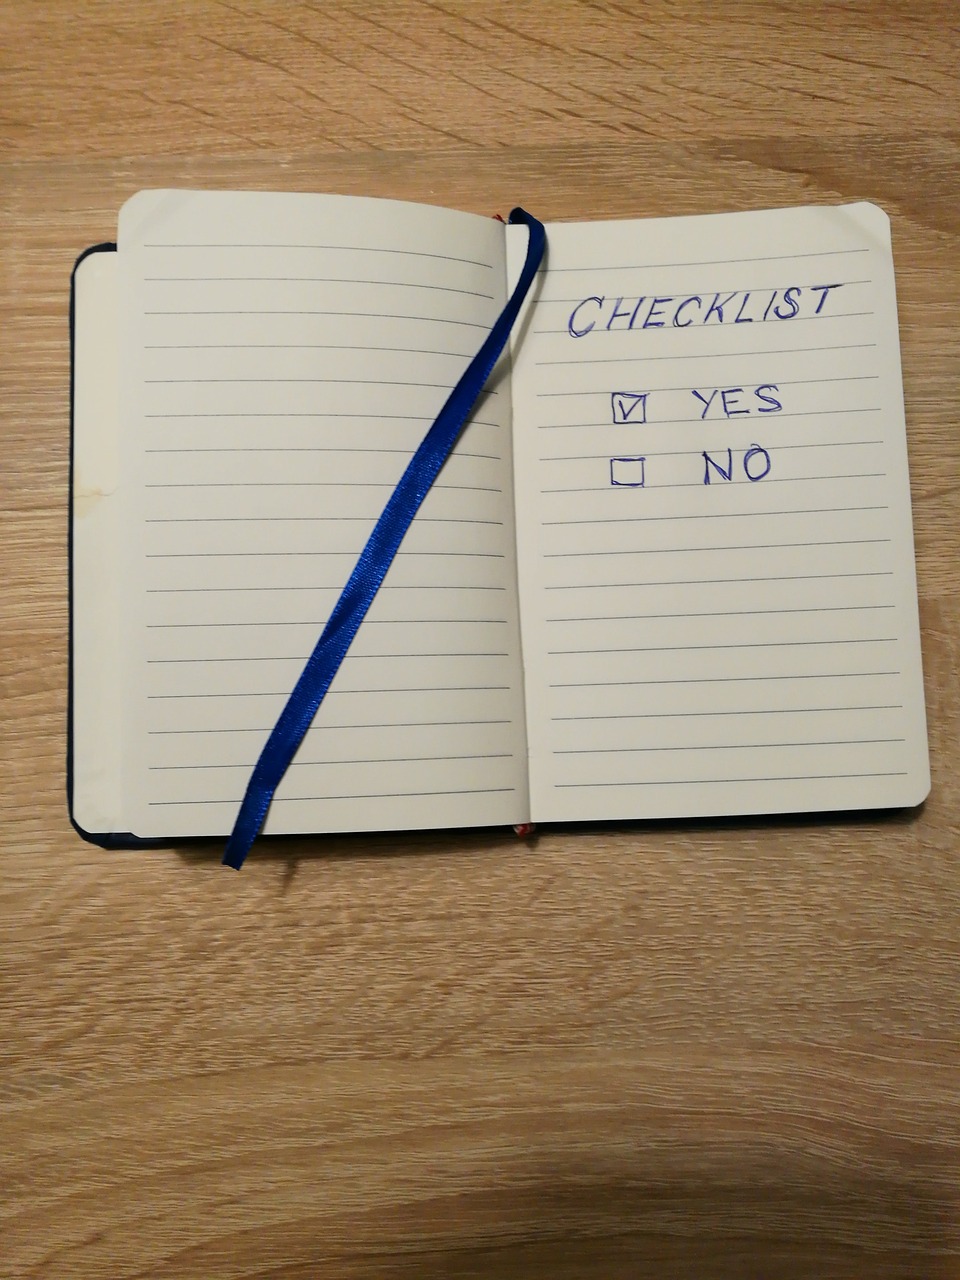 CHECKLIST
☑ YES
☐ NO